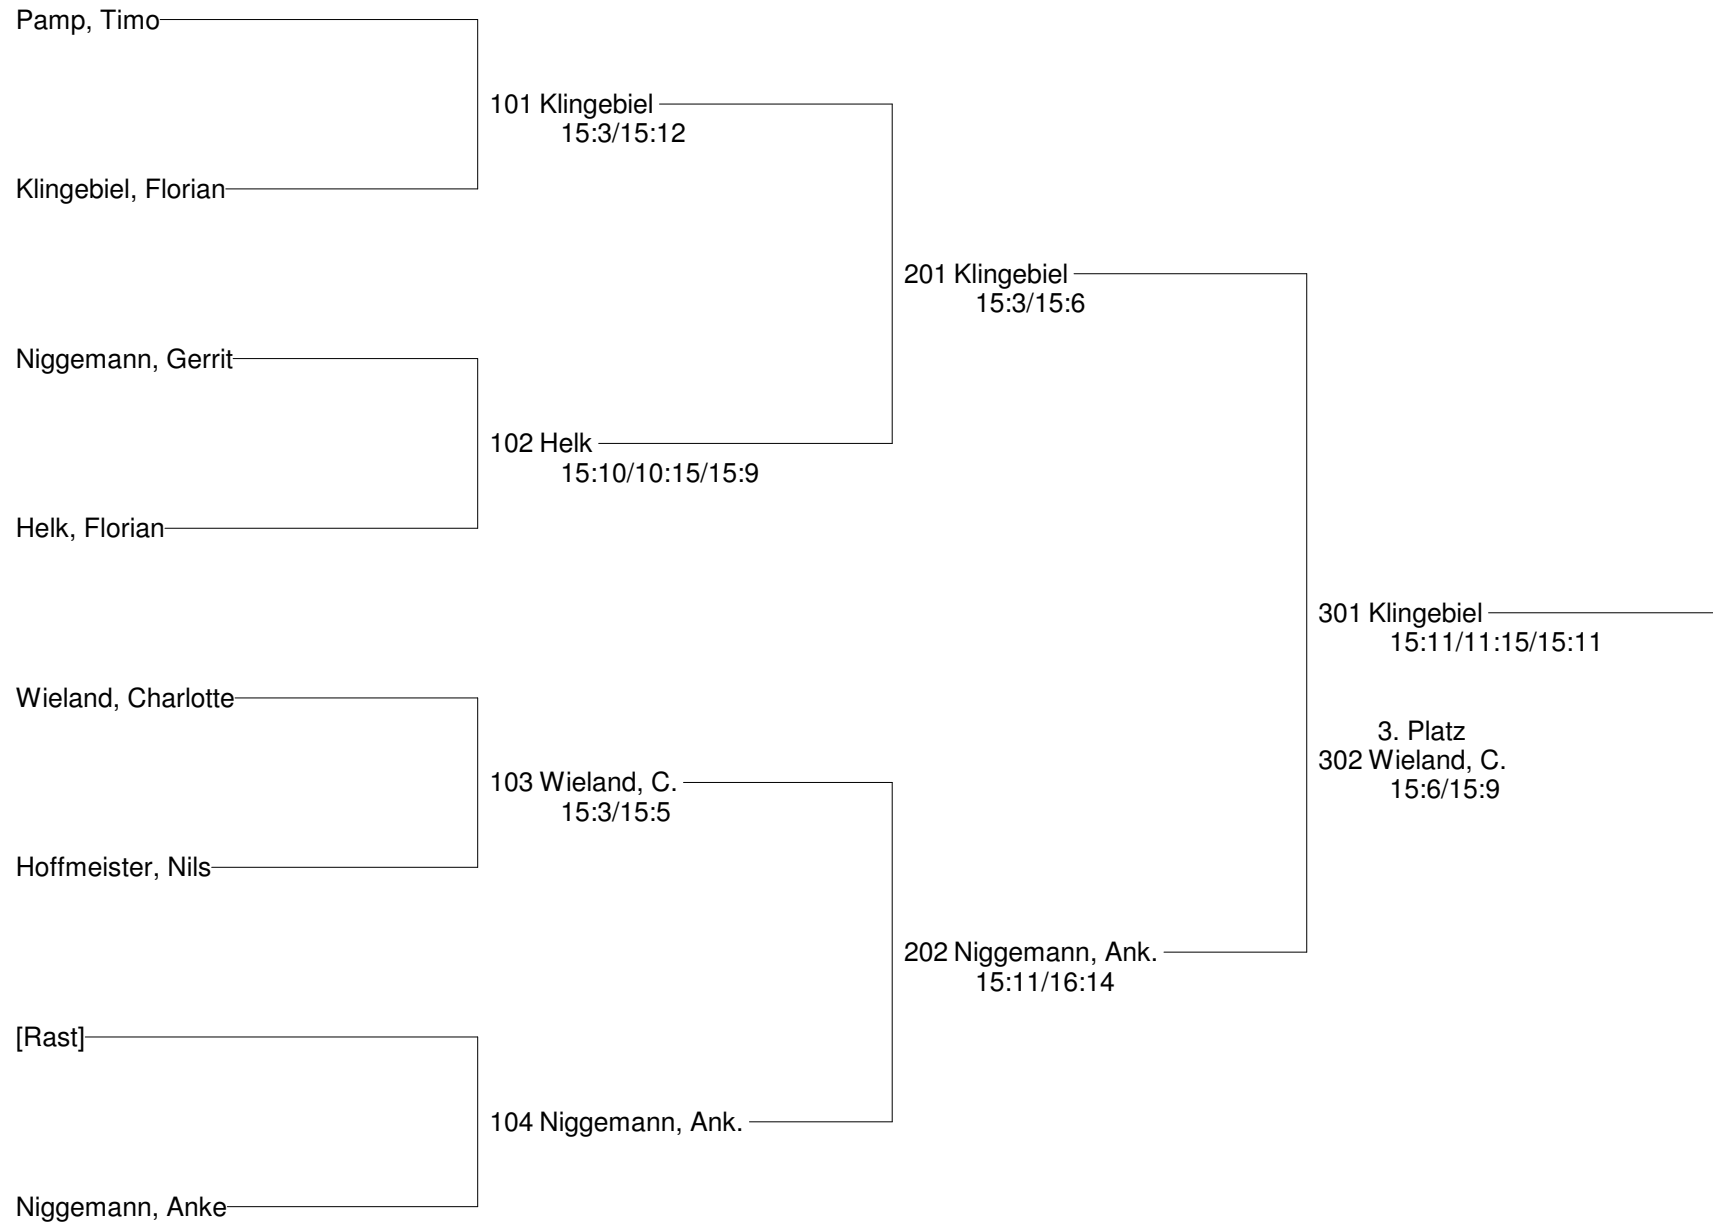 Pamp, Timo
101 Klingebiel
15:3/15:12
Klingebiel, Florian
201 Klingebiel
15:3/15:6
Niggemann, Gerrit
102 Helk
15:10/10:15/15:9
Helk, Florian
301 Klingebiel
15:11/11:15/15:11
Wieland, Charlotte
3. Platz
302 Wieland, C.
15:6/15:9
103 Wieland, C.
15:3/15:5
Hoffmeister, Nils
202 Niggemann, Ank.
15:11/16:14
[Rast]
104 Niggemann, Ank.
Niggemann, Anke